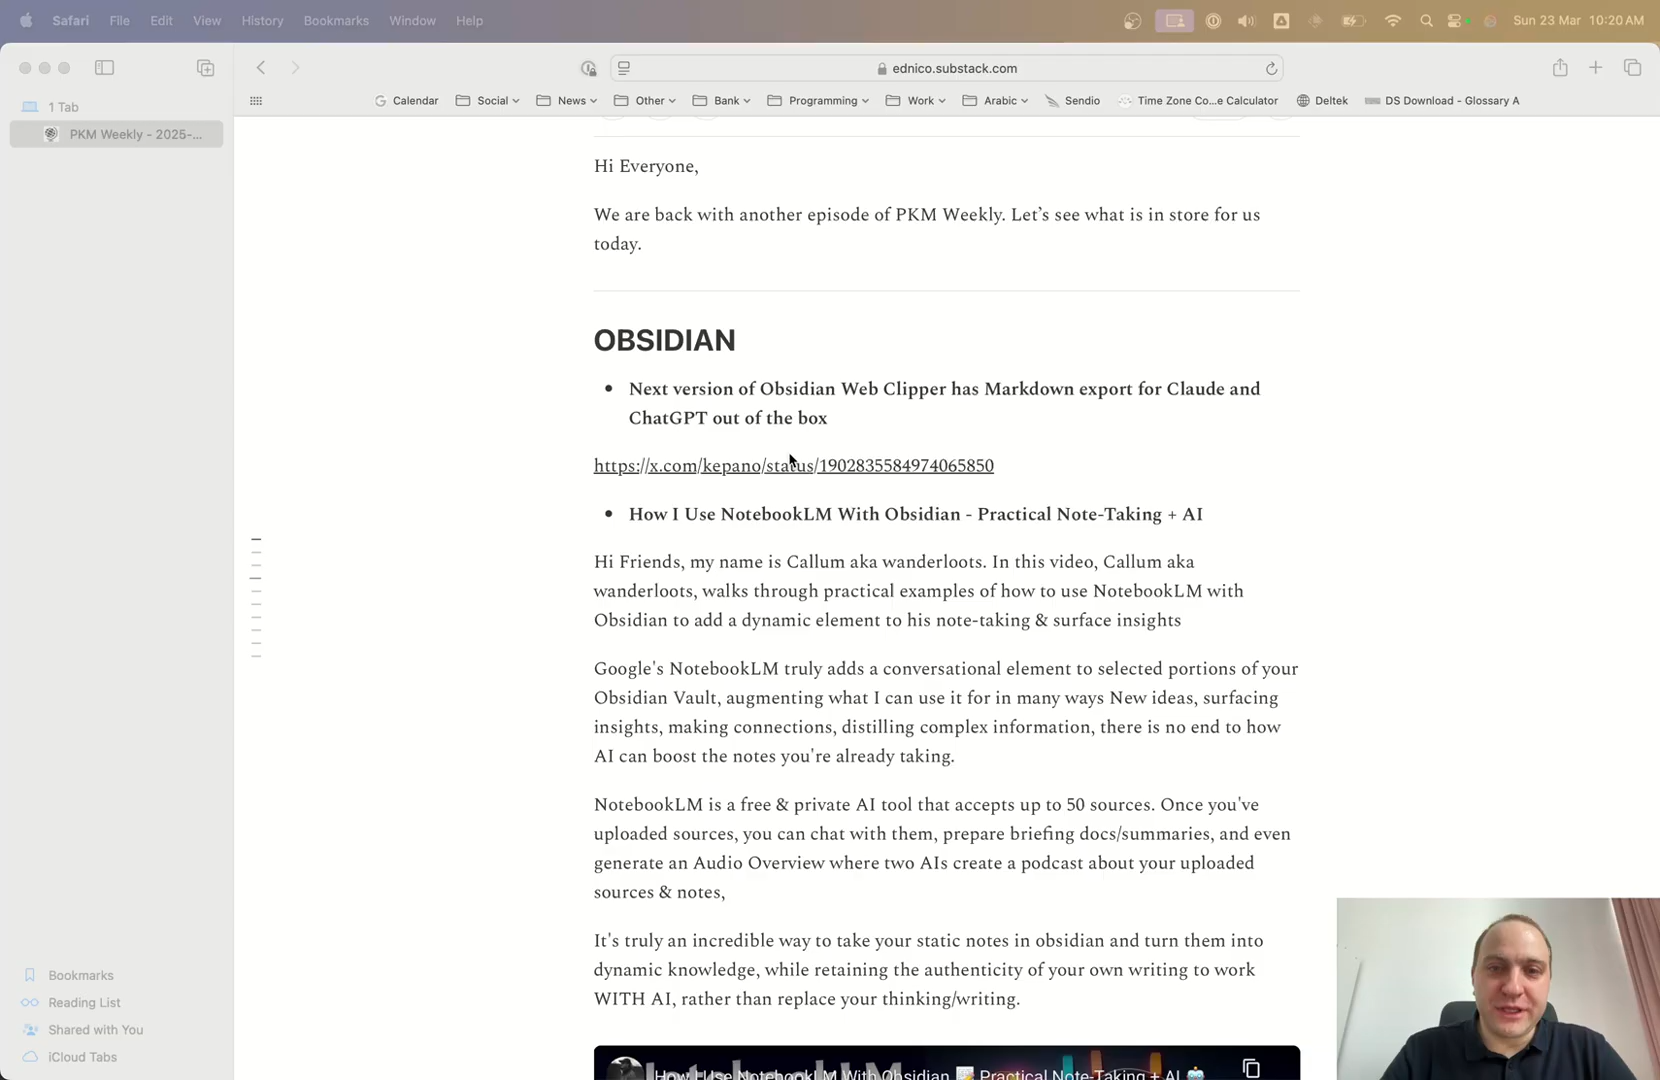 Safari File Edit View History Bookmarks Window Help
Sun 23 Mar 10:20 AM
ednico.substack.com
1 Tab
PKM Weekly - 2025-...
Calendar Social News Other Bank Programming Work Arabic Sendio Time Zone Co...e Calculator Deltek DS Download - Glossary A
Hi Everyone,
We are back with another episode of PKM Weekly. Let’s see what is in store for us
today.
OBSIDIAN
• Next version of Obsidian Web Clipper has Markdown export for Claude and
ChatGPT out of the box
https://x.com/kepano/status/1902835584974065850
• How I Use NotebookLM With Obsidian - Practical Note-Taking + AI
Hi Friends, my name is Callum aka wanderloots. In this video, Callum aka
wanderloots, walks through practical examples of how to use NotebookLM with
Obsidian to add a dynamic element to his note-taking & surface insights
Google's NotebookLM truly adds a conversational element to selected portions of your
Obsidian Vault, augmenting what I can use it for in many ways New ideas, surfacing
insights, making connections, distilling complex information, there is no end to how
AI can boost the notes you're already taking.
NotebookLM is a free & private AI tool that accepts up to 50 sources. Once you've
uploaded sources, you can chat with them, prepare briefing docs/summaries, and even
generate an Audio Overview where two AIs create a podcast about your uploaded
sources & notes,
It's truly an incredible way to take your static notes in obsidian and turn them into
dynamic knowledge, while retaining the authenticity of your own writing to work
WITH AI, rather than replace your thinking/writing.
How I Use NotebookLM With Obsidian 📝 Practical Note-Taking + AI 🤖
Bookmarks
Reading List
Shared with You
iCloud Tabs